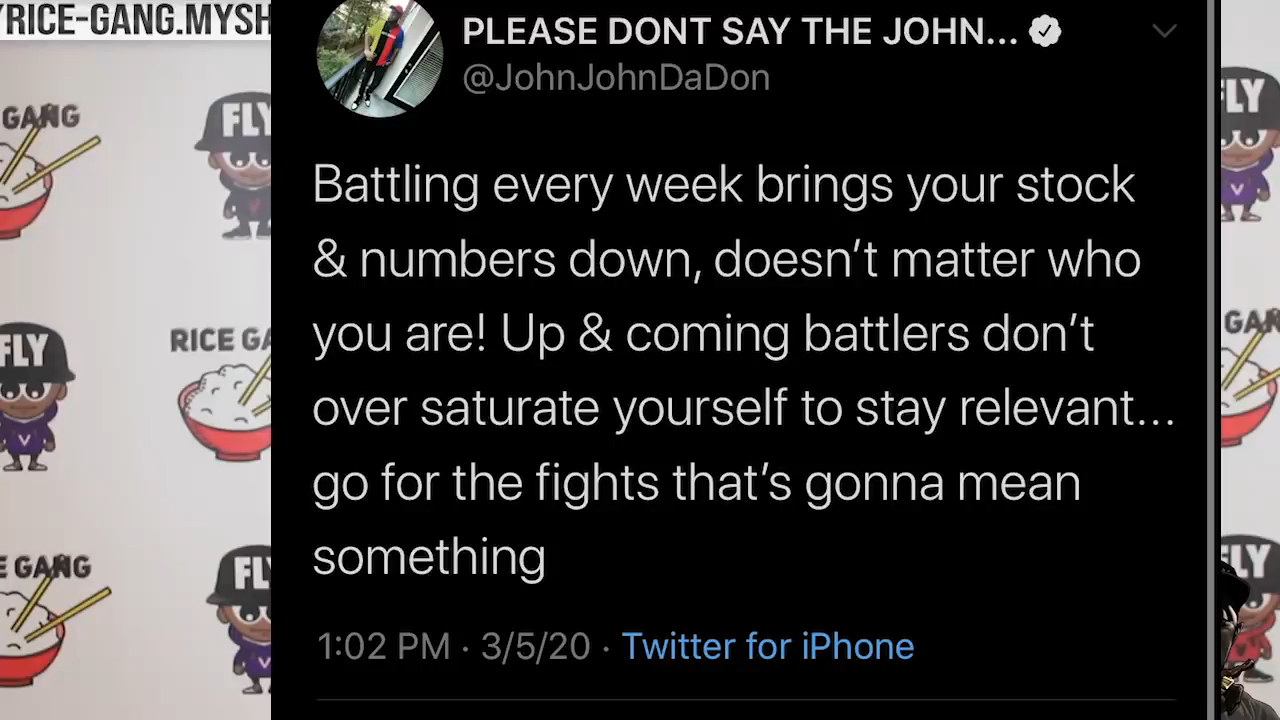 RICE-GANG.MYSH
PLEASE DONT SAY THE JOHN...
@JohnJohnDaDon
Battling every week brings your stock
& numbers down, doesn't matter who
you are! Up & coming battlers don't
over saturate yourself to stay relevant...
go for the fights that's gonna mean
something
1:02 PM · 3/5/20 · Twitter for iPhone
GANG
FLY
FLY
FLY
RICE GA
GAN
E GANG
FLY
FLY